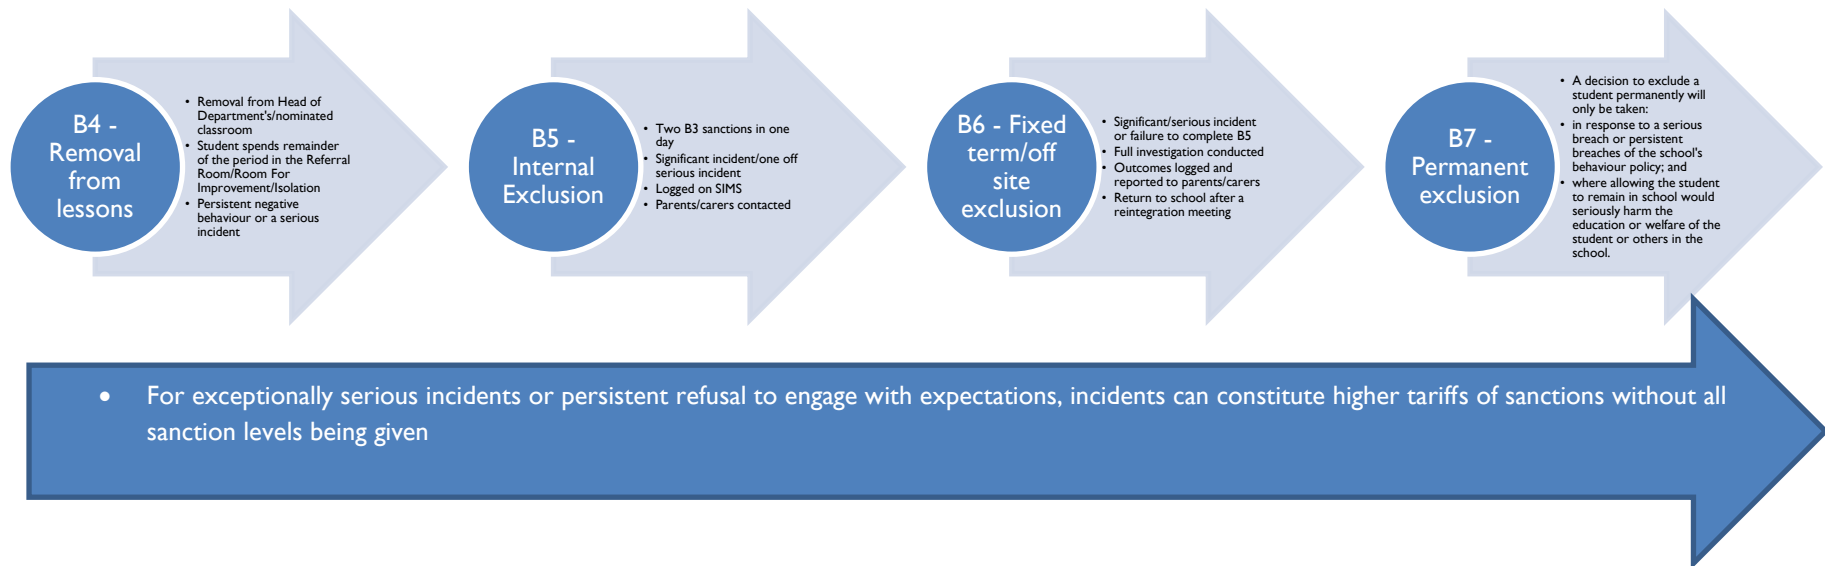 B4 -
Removal
from
lessons
• Removal from Head of
Department's/nominated
classroom
• Student spends remainder
of the period in the Referral
Room/Room For
Improvement/Isolation
• Persistent negative
behaviour or a serious
incident
B5 -
Internal
Exclusion
• Two B3 sanctions in one
day
• Significant incident/one off
serious incident
• Logged on SIMS
• Parents/carers contacted
B6 - Fixed
term/off
site
exclusion
• Significant/serious incident
or failure to complete B5
• Full investigation conducted
• Outcomes logged and
reported to parents/carers
• Return to school after a
reintegration meeting
B7 -
Permanent
exclusion
• A decision to exclude a
student permanently will
only be taken:
• in response to a serious
breach or persistent
breaches of the school's
behaviour policy; and
• where allowing the student
to remain in school would
seriously harm the
education or welfare of the
student or others in the
school.
• For exceptionally serious incidents or persistent refusal to engage with expectations, incidents can constitute higher tariffs of sanctions without all
sanction levels being given